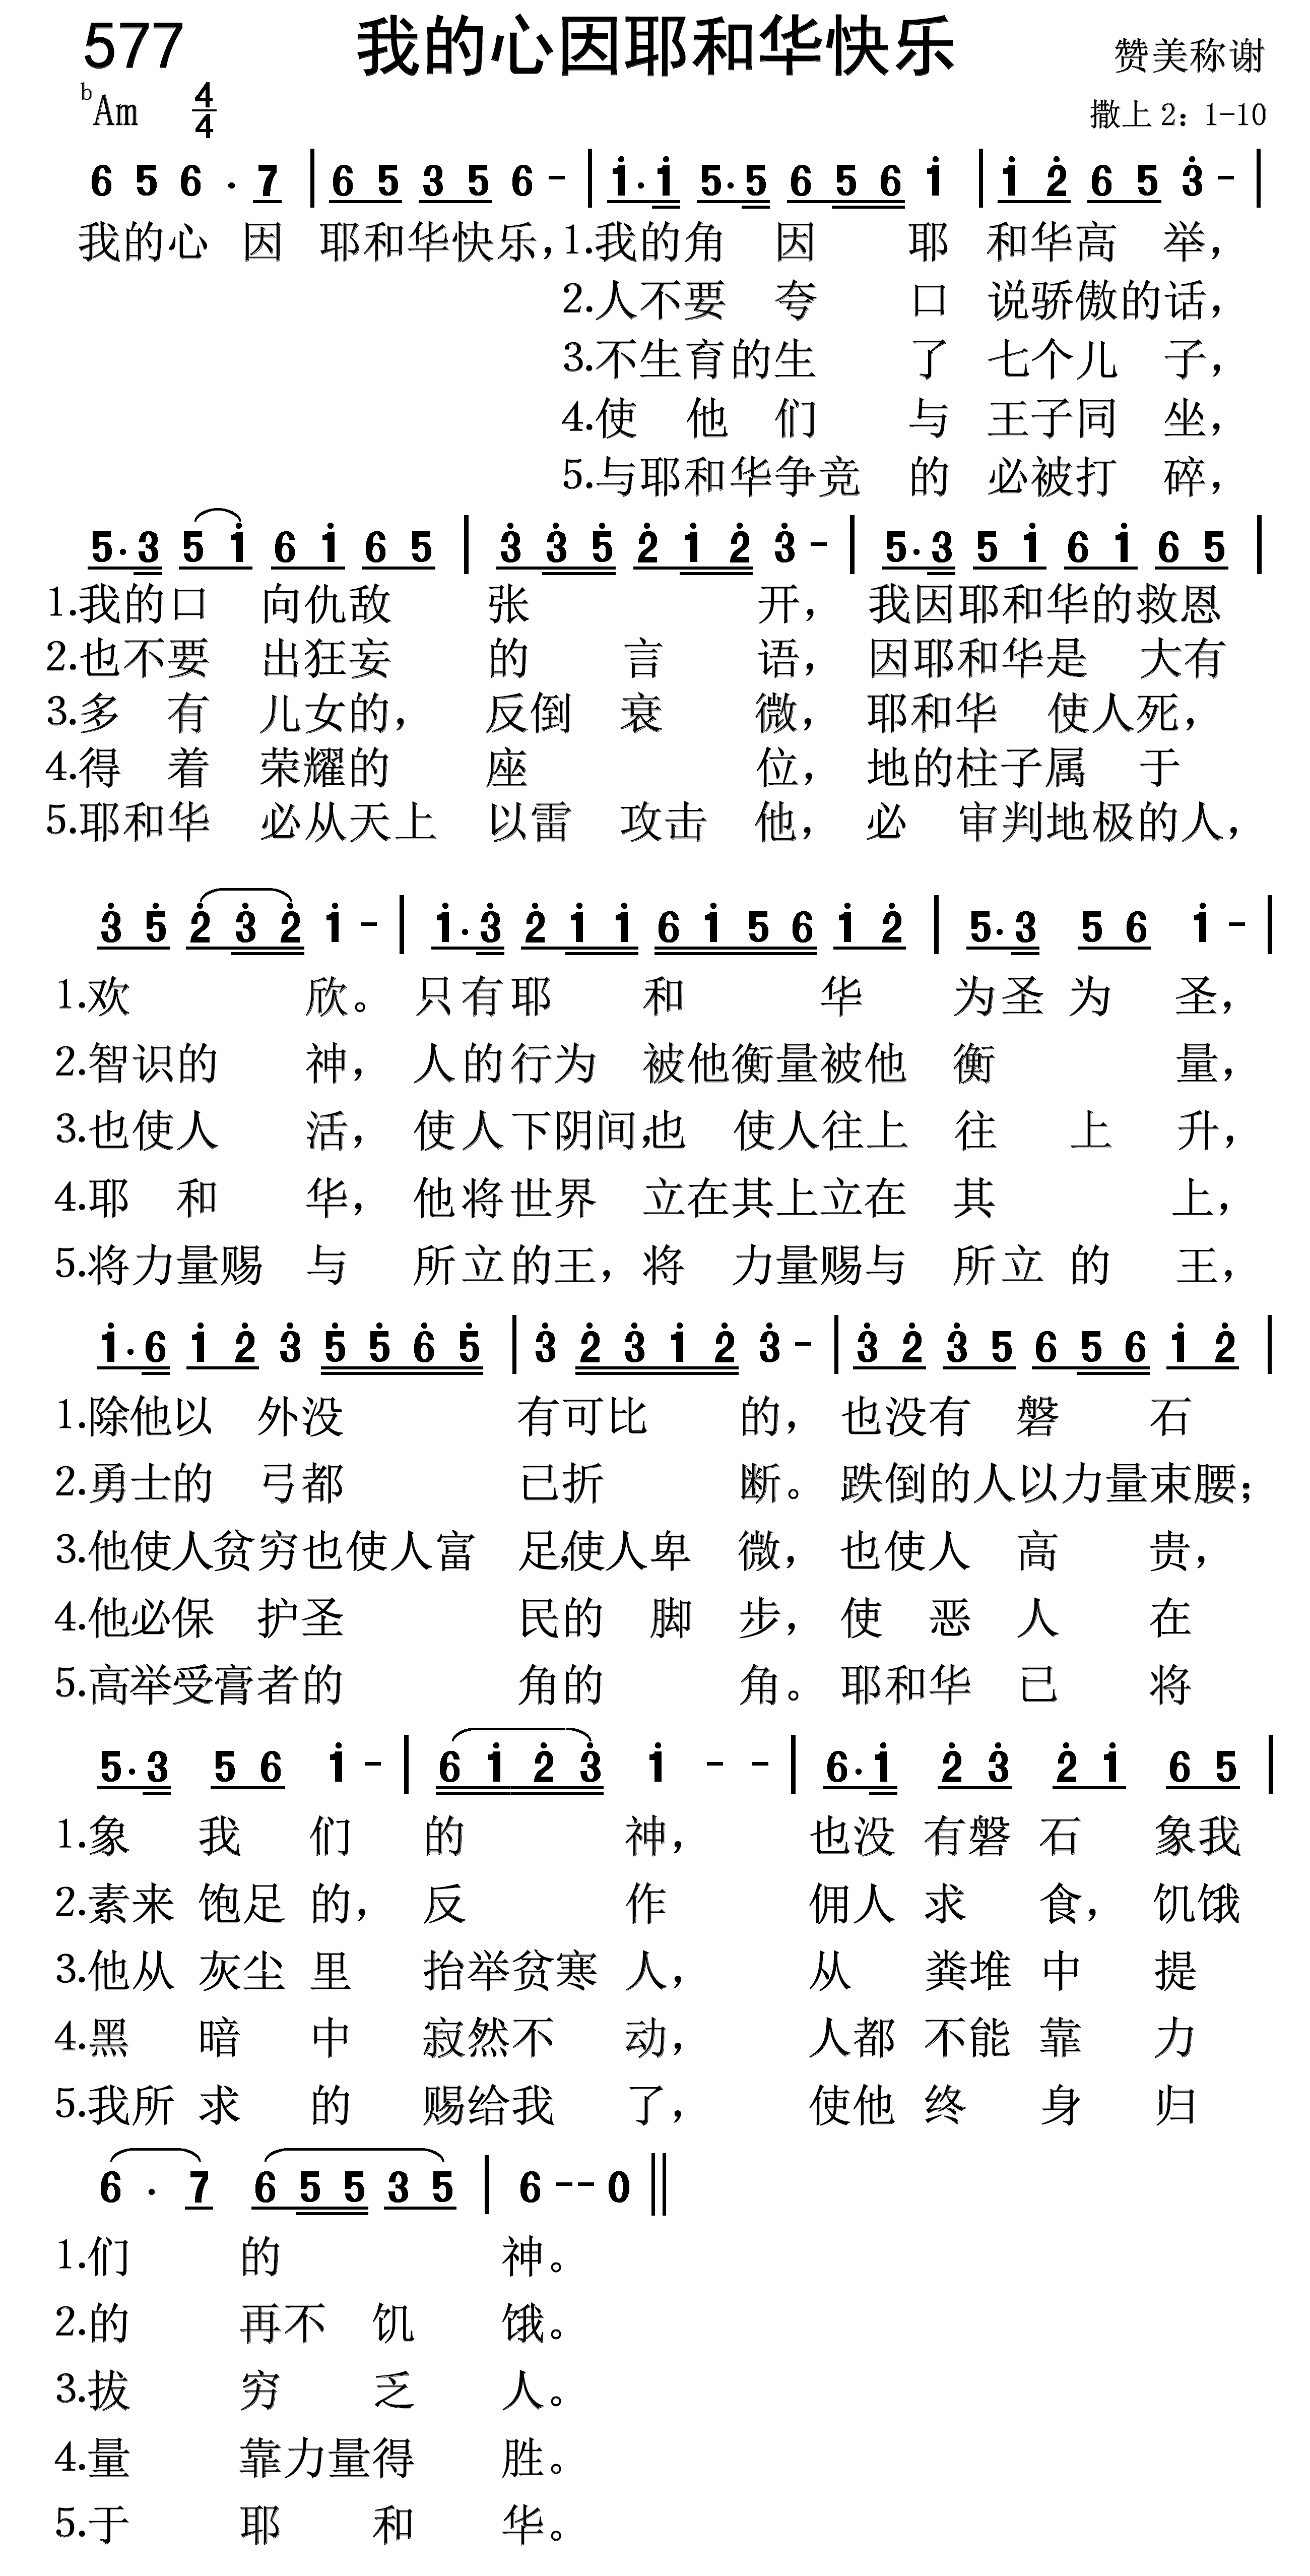 577 我的心因耶和华快乐 赞美称谢
bAm 4/4 撒上2：1-10
6 5 6 · 7 | 6 5 3 5 6 - | i·i 5·5 6 5 6 i | i 2̇ 6 5 3̇ - |
我的心 因 耶和华快乐，1.我的角 因 耶 和华高 举，
2.人不要 夸 口 说骄傲的话，
3.不生育的生 了 七个儿 子，
4.使 他 们 与 王子同 坐，
5.与耶和华争竞 的 必被打 碎，
5·3 5 i 6 i 6 5 | 3̇ 3̇ 5̇ 2̇ i 2̇ 3̇ - | 5·3 5 i 6 i 6 5 |
1.我的口 向仇敌 张 开， 我因耶和华的救恩
2.也不要 出狂妄 的 言 语， 因耶和华是 大有
3.多 有 儿女的， 反倒 衰 微， 耶和华 使人死，
4.得 着 荣耀的 座 位， 地的柱子属 于
5.耶和华 必从天上 以雷 攻击 他， 必 审判地极的人，
3̇ 5̇ 2̇ 3̇ 2̇ i - | i·3̇ 2̇ i i 6 i 5 6 i 2̇ | 5·3 5 6 i - |
1.欢 欣。 只有耶 和 华 为圣 为 圣，
2.智识的 神， 人的行为 被他衡量被他 衡 量，
3.也使人 活， 使人下阴间，也 使人往上 往 上 升，
4.耶 和 华， 他将世界 立在其上立在 其 上，
5.将力量赐 与 所立的王，将 力量赐与 所立 的 王，
i·6 i 2̇ 3̇ 5̇ 5̇ 6̇ 5̇ | 3̇ 2̇ 3̇ i 2̇ 3̇ - | 3̇ 2̇ 3̇ 5 6 5 6 i 2̇ |
1.除他以 外没 有可比 的， 也没有 磐 石
2.勇士的 弓都 已折 断。 跌倒的人以力量束腰；
3.他使人贫穷也使人富 足，使人卑 微， 也使人 高 贵，
4.他必保 护圣 民的 脚 步， 使 恶 人 在
5.高举受膏者的 角的 角。 耶和华 已 将
5·3 5 6 i - | 6 i 2̇ 3̇ i - - | 6·i 2̇ 3̇ 2̇ i 6 5 |
1.象 我 们 的 神， 也没 有磐 石 象我
2.素来 饱足 的， 反 作 佣人 求 食， 饥饿
3.他从 灰尘 里 抬举贫寒 人， 从 粪堆 中 提
4.黑 暗 中 寂然不 动， 人都 不能 靠 力
5.我所 求 的 赐给我 了， 使他 终 身 归
6 · 7 6 5 5 3 5 | 6 - - 0 ‖
1.们 的 神。
2.的 再不 饥 饿。
3.拔 穷 乏 人。
4.量 靠力量得 胜。
5.于 耶 和 华。